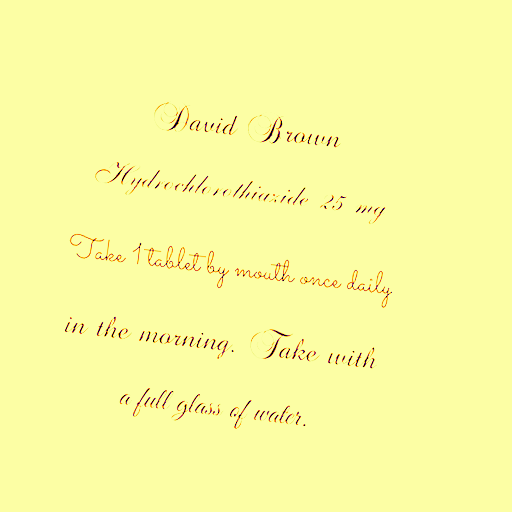 David Brown
Hydrochlorothiazide 25 mg
Take 1 tablet by mouth once daily
in the morning. Take with
a full glass of water.